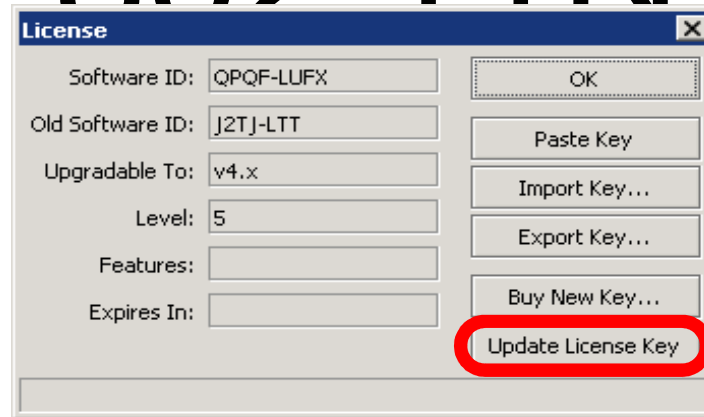 License
Software ID: QPQF-LUFX
Old Software ID: J2TJ-LTT
Upgradable To: v4.x
Level: 5
Features:
Expires In:
OK
Paste Key
Import Key...
Export Key...
Buy New Key...
Update License Key